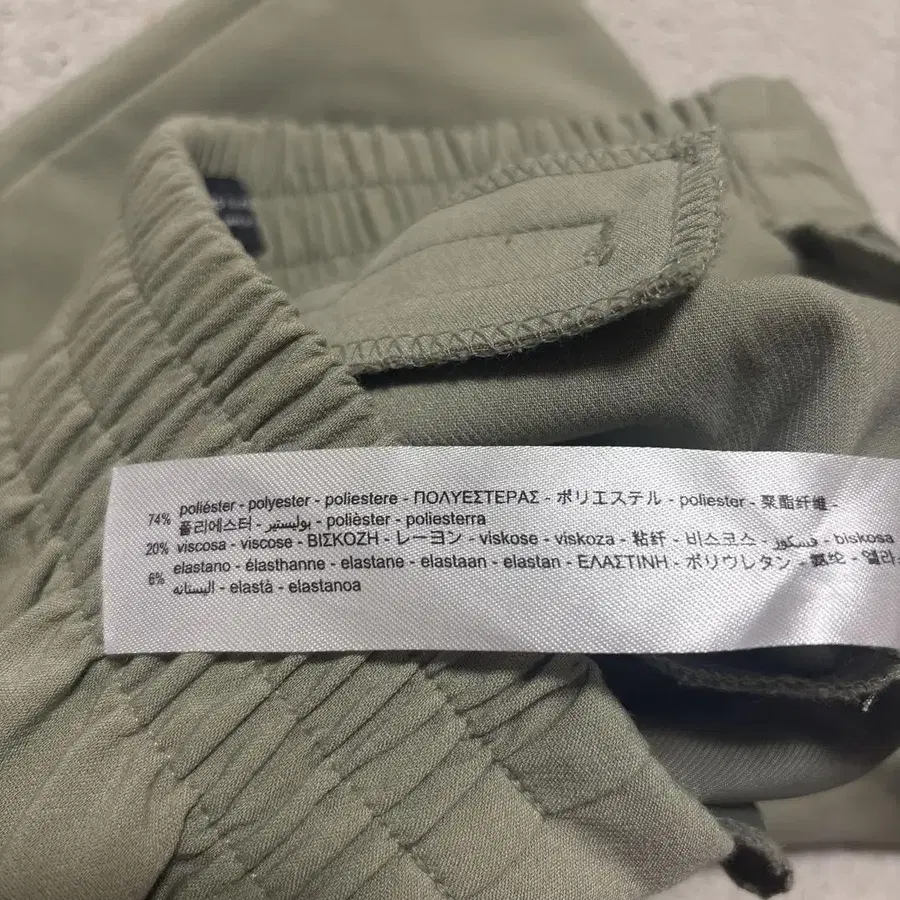 74% poliéster - polyester - poliestere - ΠΟΛΥΕΣΤΕΡΑΣ - ポリエステル - poliester - 聚酯纤维 -
폴리에스터 - بوليستير - polièster - poliesterra
20% viscosa - viscose - ΒΙΣΚΟΖΗ - レーヨン - viskose - viskoza - 粘纤 - 비스코스 - فسكوز - biskosa
6% elastano - élasthanne - elastane - elastaan - elastan - ΕΛΑΣΤΙΝΗ - ポリウレタン - 氨纶 -
اليستانه - elastà - elastanoa